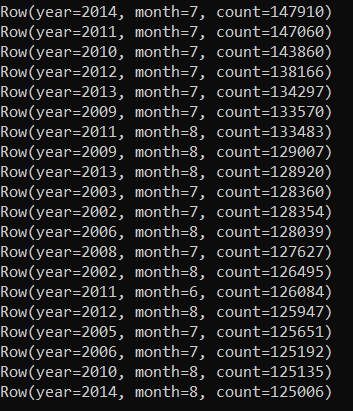 Row(year=2014, month=7, count=147910)
Row(year=2011, month=7, count=147060)
Row(year=2010, month=7, count=143860)
Row(year=2012, month=7, count=138166)
Row(year=2013, month=7, count=134297)
Row(year=2009, month=7, count=133570)
Row(year=2011, month=8, count=133483)
Row(year=2009, month=8, count=129007)
Row(year=2013, month=8, count=128920)
Row(year=2003, month=7, count=128360)
Row(year=2002, month=7, count=128354)
Row(year=2006, month=8, count=128039)
Row(year=2008, month=7, count=127627)
Row(year=2002, month=8, count=126495)
Row(year=2011, month=6, count=126084)
Row(year=2012, month=8, count=125947)
Row(year=2005, month=7, count=125651)
Row(year=2006, month=7, count=125192)
Row(year=2010, month=8, count=125135)
Row(year=2014, month=8, count=125006)